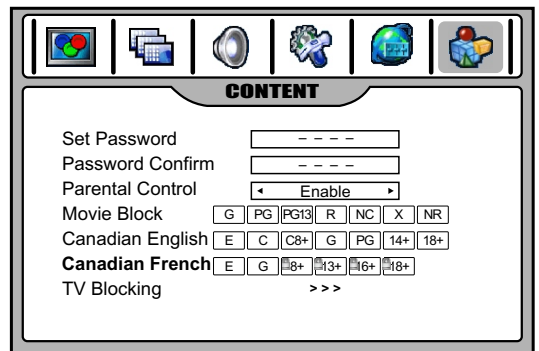 CONTENT
Set Password - - - -
Password Confirm - - - -
Parental Control ◂ Enable ▸
Movie Block G PG PG13 R NC X NR
Canadian English E C C8+ G PG 14+ 18+
Canadian French E G 8+ 13+ 16+ 18+
TV Blocking >>>